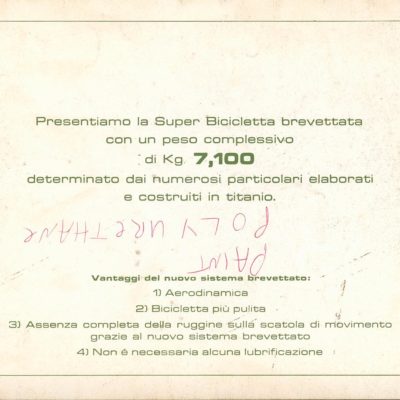 Presentiamo la Super Bicicletta brevettata
con un peso complessivo
di Kg. 7,100
determinato dai numerosi particolari elaborati
e costruiti in titanio.
PAINT
POLYURETHANE
Vantaggi del nuovo sistema brevettato:
1) Aerodinamica
2) Bicicletta più pulita
3) Assenza completa della ruggine sulla scatola di movimento
grazie al nuovo sistema brevettato
4) Non é necessaria alcuna lubrificazione